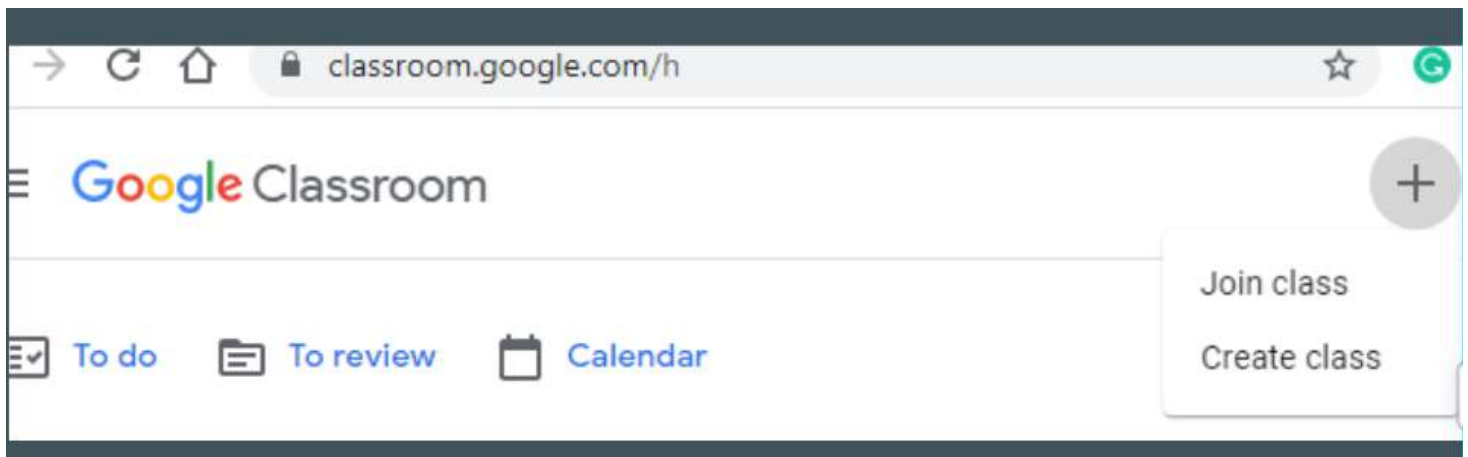 classroom.google.com/h
Google Classroom
Join class
Create class
To do To review Calendar